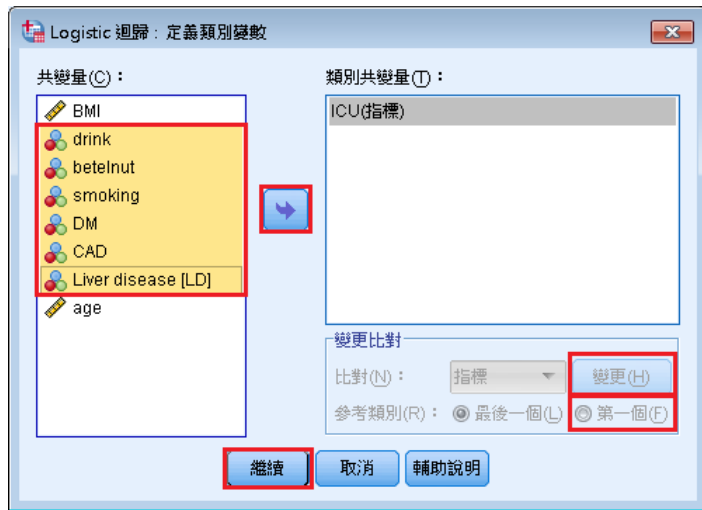 Logistic 迴歸：定義類別變數
共變量(C)：
BMI
drink
betelnut
smoking
DM
CAD
Liver disease [LD]
age
類別共變量(T)：
ICU(指標)
變更比對
比對(N)：
指標
變更(H)
參考類別(R)：
最後一個(L)
第一個(F)
繼續
取消
輔助說明